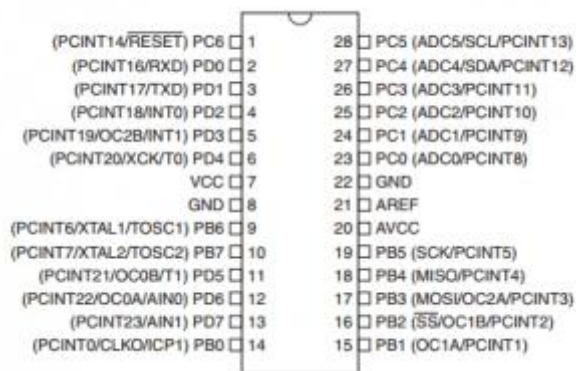 (PCINT14/RESET) PC6 1 28 PC5 (ADC5/SCL/PCINT13)
(PCINT16/RXD) PD0 2 27 PC4 (ADC4/SDA/PCINT12)
(PCINT17/TXD) PD1 3 26 PC3 (ADC3/PCINT11)
(PCINT18/INT0) PD2 4 25 PC2 (ADC2/PCINT10)
(PCINT19/OC2B/INT1) PD3 5 24 PC1 (ADC1/PCINT9)
(PCINT20/XCK/T0) PD4 6 23 PC0 (ADC0/PCINT8)
VCC 7 22 GND
GND 8 21 AREF
(PCINT6/XTAL1/TOSC1) PB6 9 20 AVCC
(PCINT7/XTAL2/TOSC2) PB7 10 19 PB5 (SCK/PCINT5)
(PCINT21/OC0B/T1) PD5 11 18 PB4 (MISO/PCINT4)
(PCINT22/OC0A/AIN0) PD6 12 17 PB3 (MOSI/OC2A/PCINT3)
(PCINT23/AIN1) PD7 13 16 PB2 (SS/OC1B/PCINT2)
(PCINT0/CLKO/ICP1) PB0 14 15 PB1 (OC1A/PCINT1)